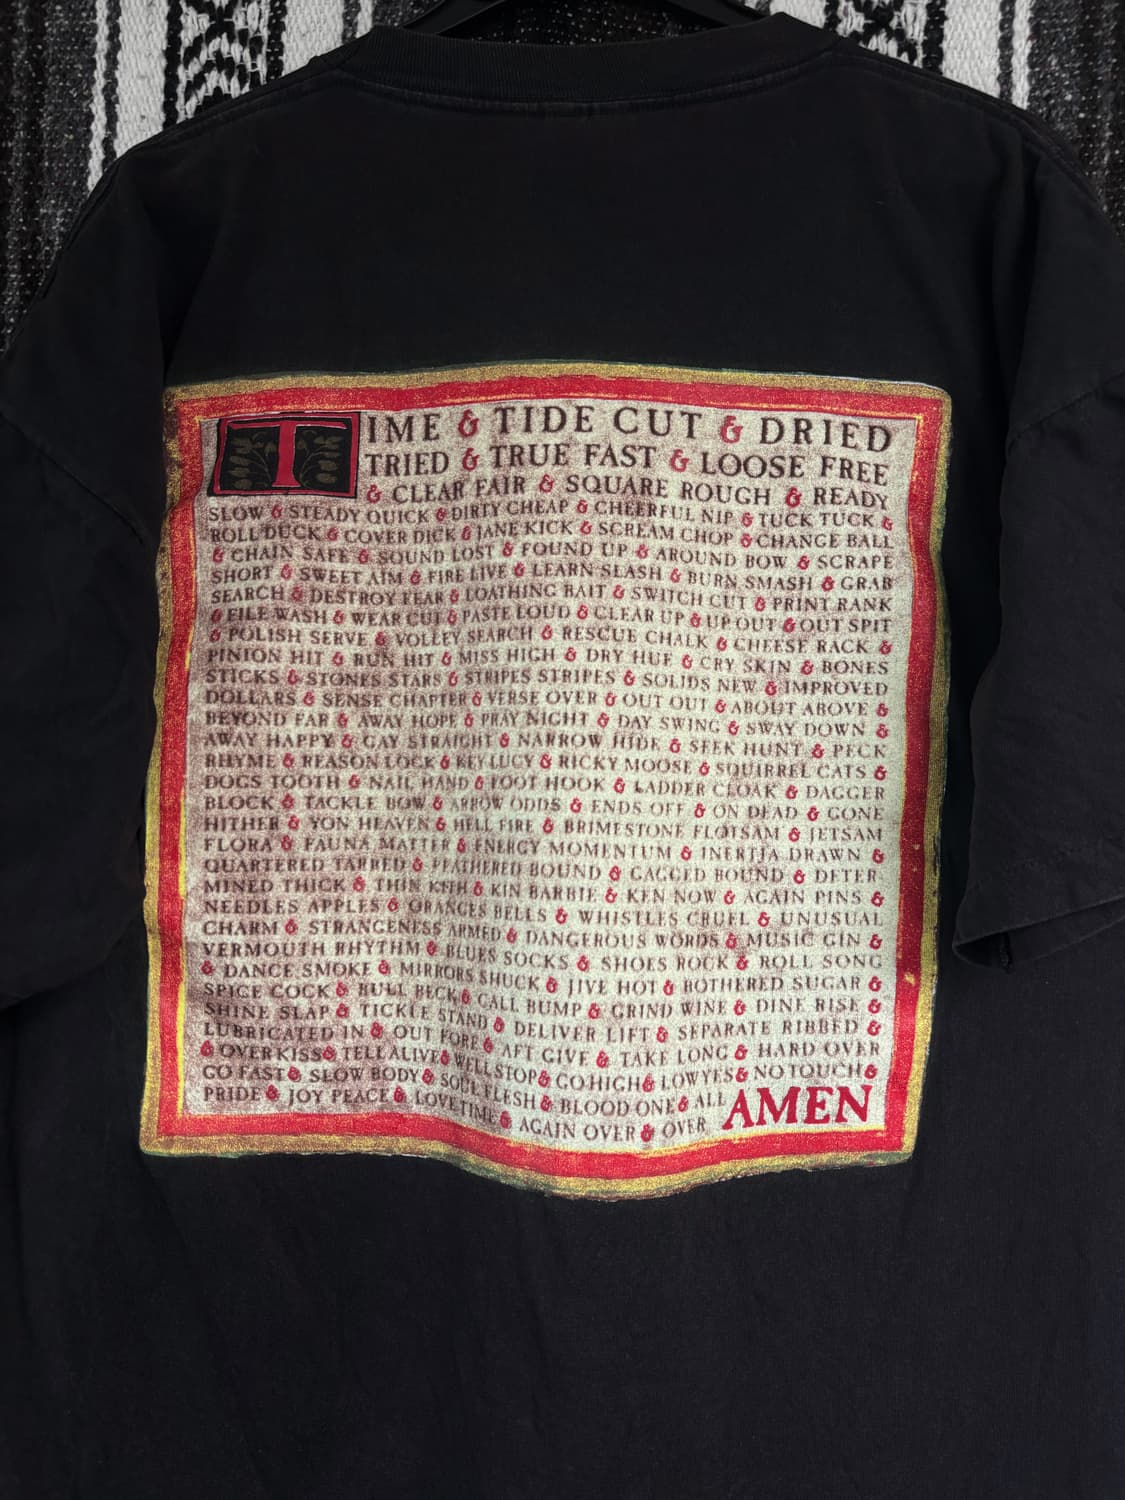 TIME & TIDE CUT & DRIED
TRIED & TRUE FAST & LOOSE FREE
& CLEAR FAIR & SQUARE ROUGH & READY
SLOW & STEADY QUICK & DIRTY CHEAP & CHEERFUL NIP & TUCK TUCK &
ROLL DUCK & COVER DICK & JANE KICK & SCREAM CHOP & CHANGE BALL
& CHAIN SAFE & SOUND LOST & FOUND UP & AROUND BOW & SCRAPE
SHORT & SWEET AIM & FIRE LIVE & LEARN SLASH & BURN SMASH & GRAB
SEARCH & DESTROY FEAR & LOATHING BAIT & SWITCH CUT & PRINT RANK
& FILE WASH & WEAR CUT & PASTE LOUD & CLEAR UP & UP OUT & OUT SPIT
& POLISH SERVE & VOLLEY SEARCH & RESCUE CHALK & CHEESE RACK &
PINION HIT & RUN HIT & MISS HIGH & DRY HUE & CRY SKIN & BONES
STICKS & STONES STARS & STRIPES STRIPES & SOLIDS NEW & IMPROVED
DOLLARS & SENSE CHAPTER & VERSE OVER & OUT OUT & ABOUT ABOVE &
BEYOND FAR & AWAY HOPE & PRAY NIGHT & DAY SWING & SWAY DOWN &
AWAY HAPPY & GAY STRAIGHT & NARROW HIDE & SEEK HUNT & PECK
RHYME & REASON LOCK & KEY LUCY & RICKY MOOSE & SQUIRREL CATS &
DOGS TOOTH & NAIL HAND & FOOT HOOK & LADDER CLOAK & DAGGER
BLOCK & TACKLE BOW & ARROW ODDS & ENDS OFF & ON DEAD & GONE
HITHER & YON HEAVEN & HELL FIRE & BRIMESTONE FLOTSAM & JETSAM
FLORA & FAUNA MATTER & ENERGY MOMENTUM & INERTIA DRAWN &
QUARTERED TARRED & FEATHERED BOUND & GAGGED BOUND & DETER
MINED THICK & THIN KITH & KIN BARBIE & KEN NOW & AGAIN PINS &
NEEDLES APPLES & ORANGES BELLS & WHISTLES CRUEL & UNUSUAL
CHARM & STRANGENESS ARMED & DANGEROUS WORDS & MUSIC GIN &
VERMOUTH RHYTHM & BLUES SOCKS & SHOES ROCK & ROLL SONG
& DANCE SMOKE & MIRRORS SHUCK & JIVE HOT & BOTHERED SUGAR &
SPICE COCK & BULL BECK & CALL BUMP & GRIND WINE & DINE RISE &
SHINE SLAP & TICKLE STAND & DELIVER LIFT & SEPARATE RIBBED &
LUBRICATED IN & OUT FORE & AFT GIVE & TAKE LONG & HARD OVER
& OVER KISS & TELL ALIVE & WELL STOP & GO HIGH & LOW YES & NO TOUCH &
GO FAST & SLOW BODY & SOUL FLESH & BLOOD ONE & ALL
PRIDE & JOY PEACE & LOVE TIME & AGAIN OVER & OVER AMEN